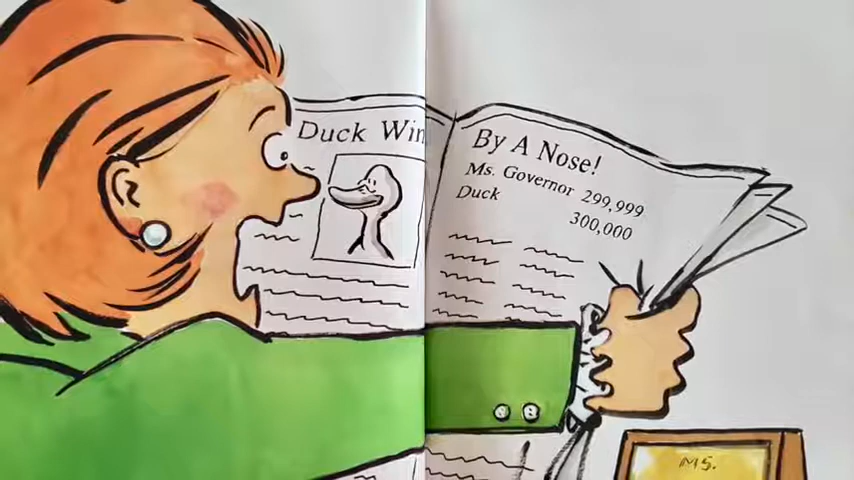 Duck Win
By A Nose!
Ms. Governor 299,999
Duck 300,000
MS.